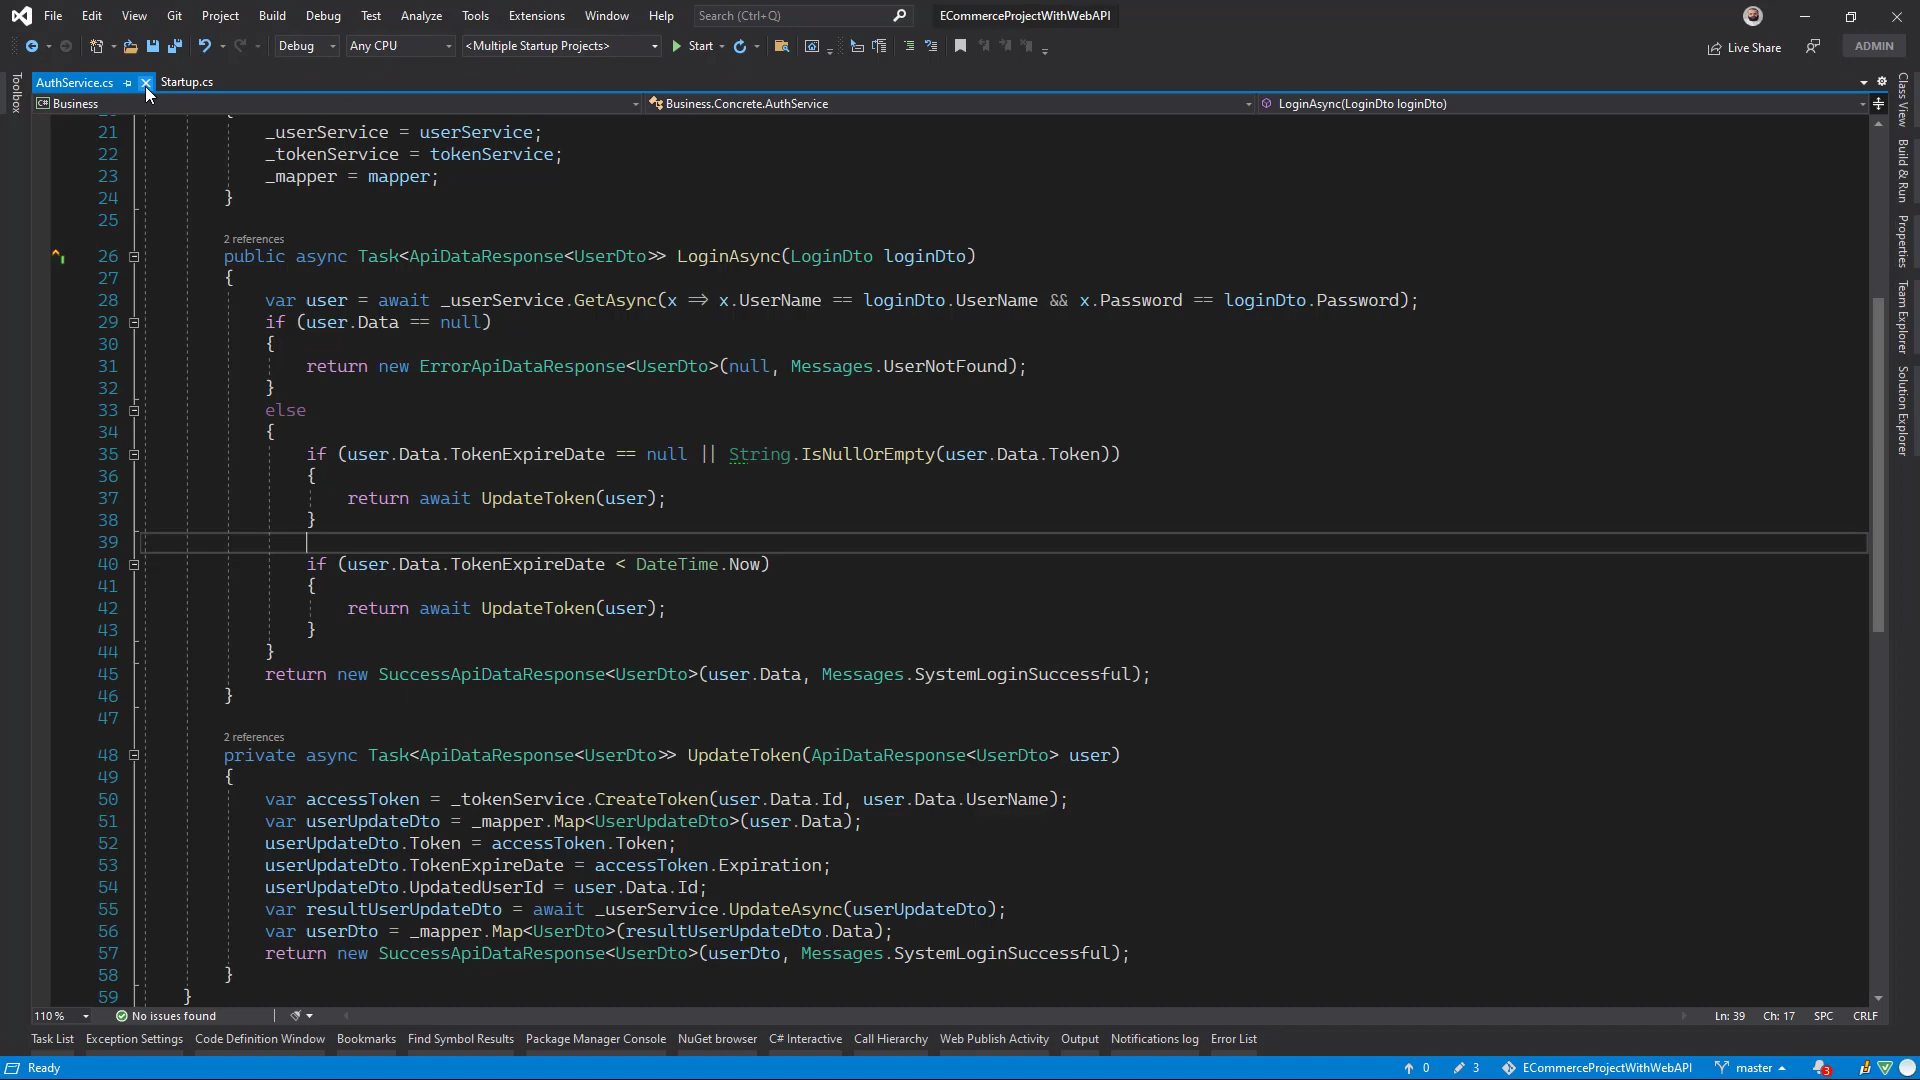 File Edit View Git Project Build Debug Test Analyze Tools Extensions Window Help Search (Ctrl+Q) ECommerceProjectWithWebAPI
Debug Any CPU <Multiple Startup Projects> Start Live Share ADMIN
AuthService.cs Startup.cs
C# Business Business.Concrete.AuthService LoginAsync(LoginDto loginDto)
Toolbox
21 _userService = userService;
22 _tokenService = tokenService;
23 _mapper = mapper;
24 }
25
2 references
26 public async Task<ApiDataResponse<UserDto>> LoginAsync(LoginDto loginDto)
27 {
28 var user = await _userService.GetAsync(x => x.UserName == loginDto.UserName && x.Password == loginDto.Password);
29 if (user.Data == null)
30 {
31 return new ErrorApiDataResponse<UserDto>(null, Messages.UserNotFound);
32 }
33 else
34 {
35 if (user.Data.TokenExpireDate == null || String.IsNullOrEmpty(user.Data.Token))
36 {
37 return await UpdateToken(user);
38 }
39
40 if (user.Data.TokenExpireDate < DateTime.Now)
41 {
42 return await UpdateToken(user);
43 }
44 }
45 return new SuccessApiDataResponse<UserDto>(user.Data, Messages.SystemLoginSuccessful);
46 }
47
2 references
48 private async Task<ApiDataResponse<UserDto>> UpdateToken(ApiDataResponse<UserDto> user)
49 {
50 var accessToken = _tokenService.CreateToken(user.Data.Id, user.Data.UserName);
51 var userUpdateDto = _mapper.Map<UserUpdateDto>(user.Data);
52 userUpdateDto.Token = accessToken.Token;
53 userUpdateDto.TokenExpireDate = accessToken.Expiration;
54 userUpdateDto.UpdatedUserId = user.Data.Id;
55 var resultUserUpdateDto = await _userService.UpdateAsync(userUpdateDto);
56 var userDto = _mapper.Map<UserDto>(resultUserUpdateDto.Data);
57 return new SuccessApiDataResponse<UserDto>(userDto, Messages.SystemLoginSuccessful);
58 }
59 }
Class View
Build & Run
Properties
Team Explorer
Solution Explorer
110 % No issues found Ln: 39 Ch: 17 SPC CRLF
Task List Exception Settings Code Definition Window Bookmarks Find Symbol Results Package Manager Console NuGet browser C# Interactive Call Hierarchy Web Publish Activity Output Notifications log Error List
Ready 0 3 ECommerceProjectWithWebAPI master 3